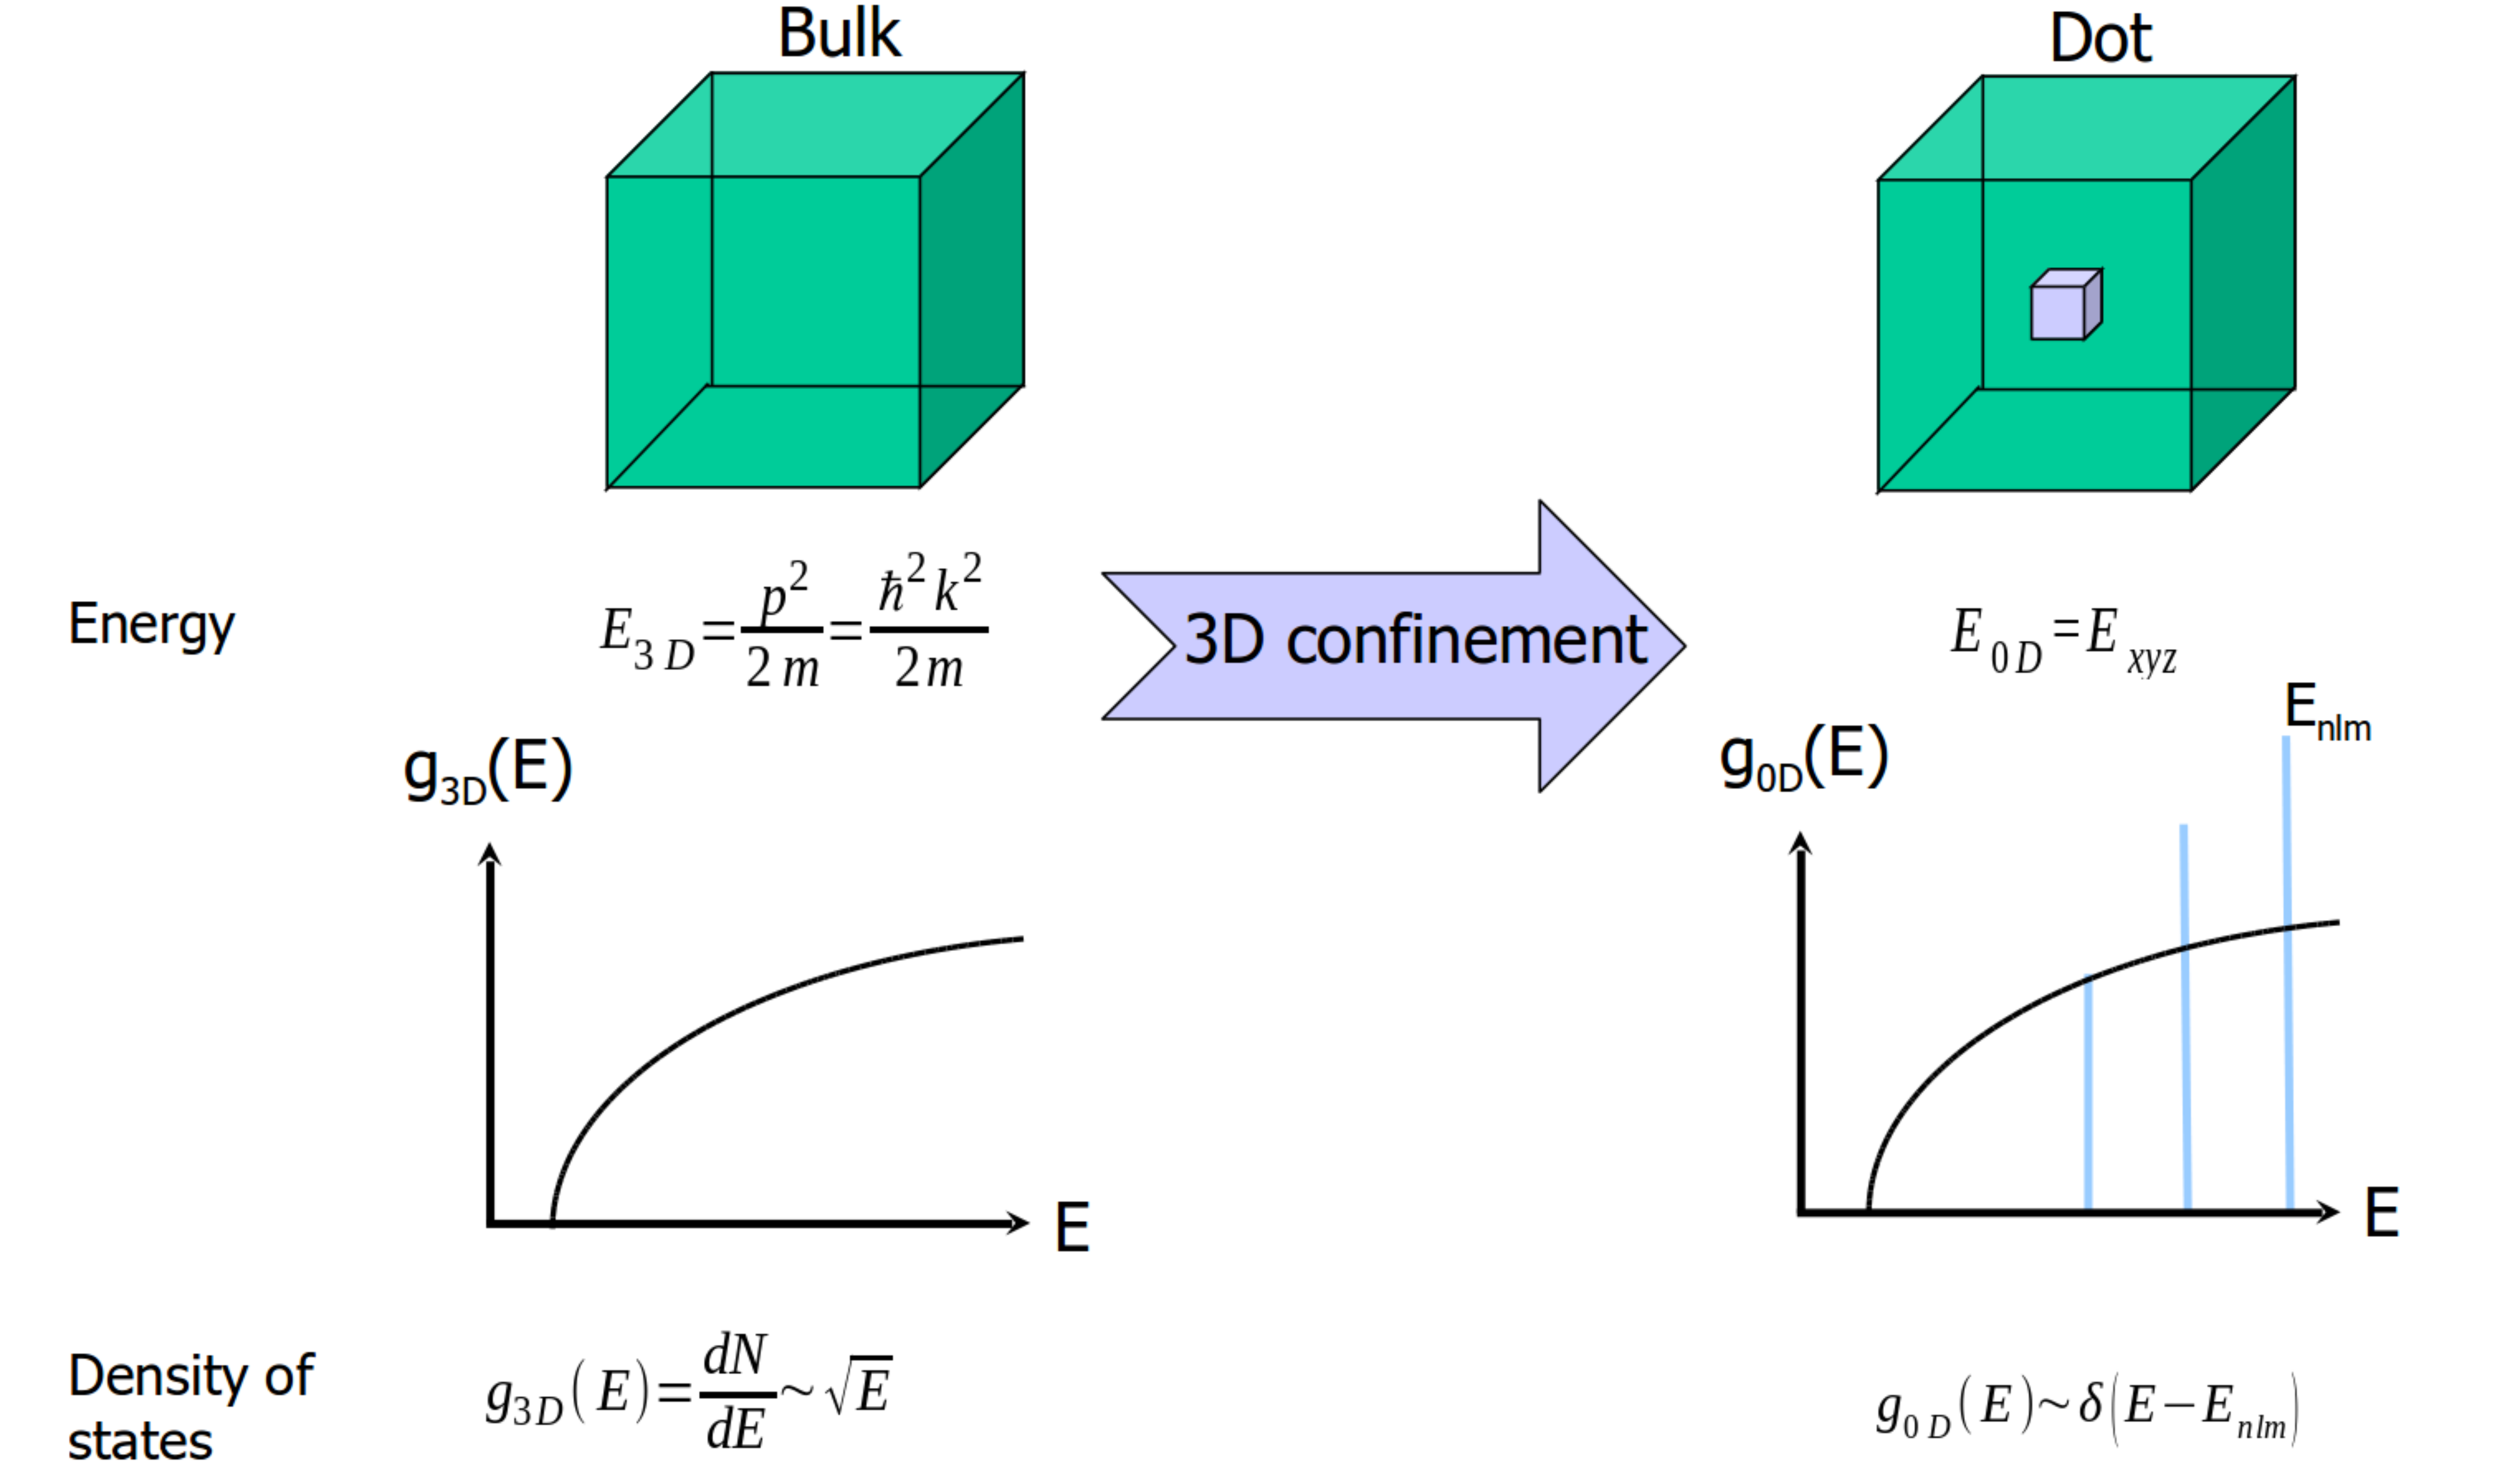 Bulk
Dot
Energy
E_{3D}=\frac{p^2}{2m}=\frac{\hbar^2 k^2}{2m}
3D confinement
E_{0D}=E_{xyz}
E_{nlm}
g_{3D}(E)
g_{0D}(E)
E
E
Density of
states
g_{3D}(E)=\frac{dN}{dE}\sim\sqrt{E}
g_{0D}(E)\sim\delta(E-E_{nlm})